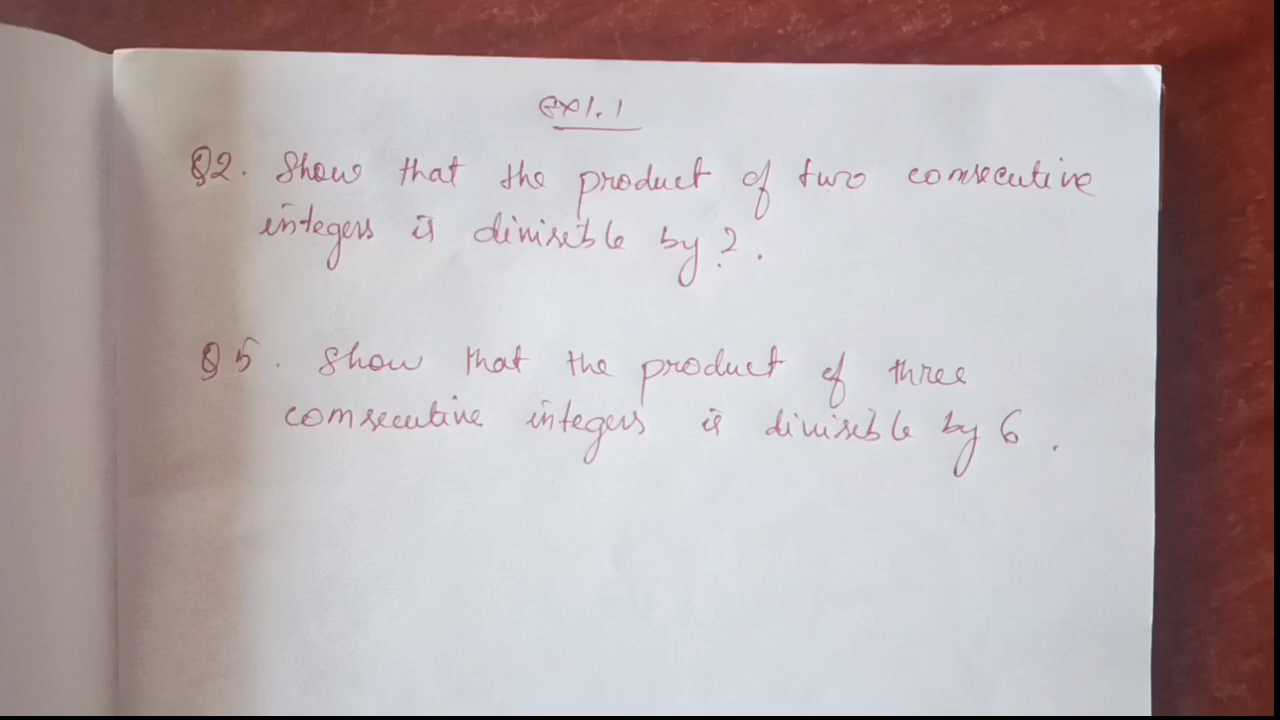 ex1.1
Q2. Show that the product of two consecutive
integers is divisible by 2.
Q5. Show that the product of three
consecutive integers is divisible by 6.